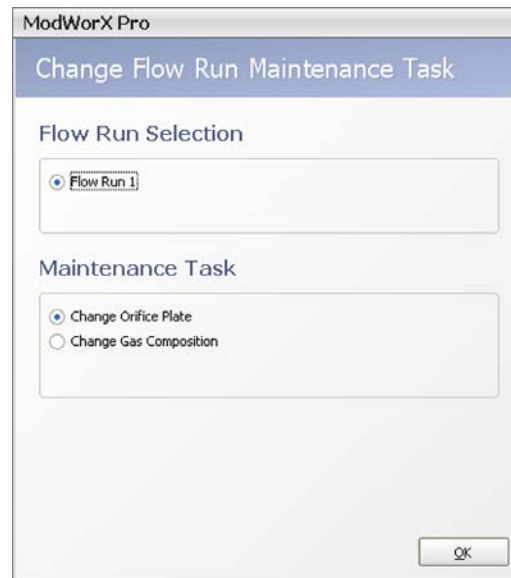 ModWorX Pro
Change Flow Run Maintenance Task
Flow Run Selection
Flow Run 1
Maintenance Task
Change Orifice Plate
Change Gas Composition
OK